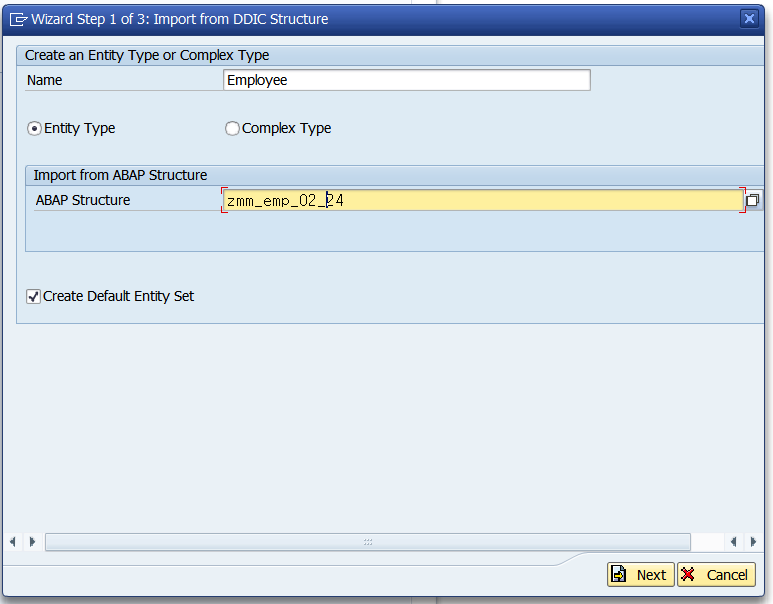 Wizard Step 1 of 3: Import from DDIC Structure
Create an Entity Type or Complex Type
Name Employee
Entity Type Complex Type
Import from ABAP Structure
ABAP Structure zmm_emp_02_24
Create Default Entity Set
Next Cancel